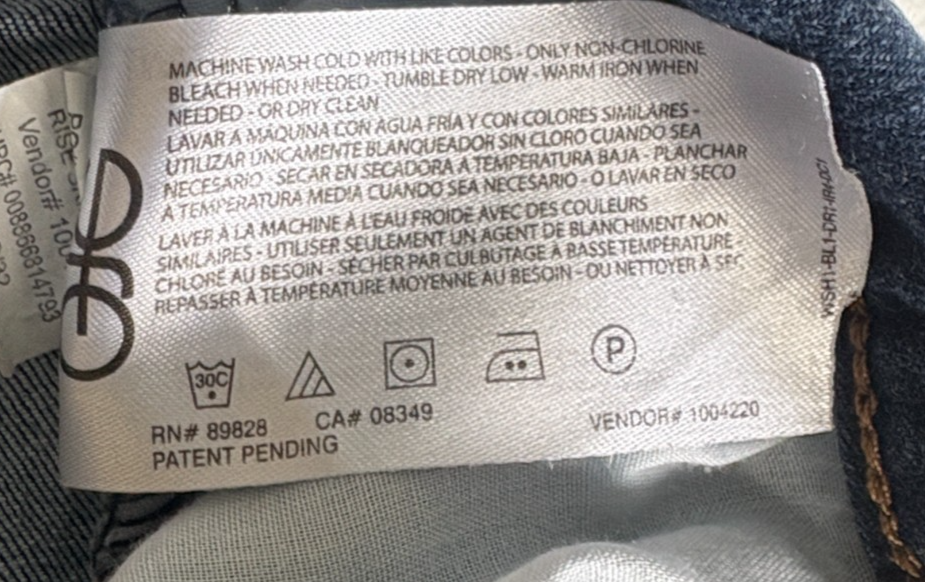 MACHINE WASH COLD WITH LIKE COLORS - ONLY NON-CHLORINE
BLEACH WHEN NEEDED - TUMBLE DRY LOW - WARM IRON WHEN
NEEDED - OR DRY CLEAN
LAVAR A MÁQUINA CON AGUA FRÍA Y CON COLORES SIMILARES -
UTILIZAR ÚNICAMENTE BLANQUEADOR SIN CLORO CUANDO SEA
NECESARIO - SECAR EN SECADORA A TEMPERATURA BAJA - PLANCHAR
A TEMPERATURA MEDIA CUANDO SEA NECESARIO - O LAVAR EN SECO
LAVER À LA MACHINE À L'EAU FROIDE AVEC DES COULEURS
SIMILAIRES - UTILISER SEULEMENT UN AGENT DE BLANCHIMENT NON
CHLORÉ AU BESOIN - SÉCHER PAR CULBUTAGE À BASSE TEMPÉRATURE -
REPASSER À TEMPÉRATURE MOYENNE AU BESOIN - OU NETTOYER À SEC
30C
P
RN# 89828
CA# 08349
VENDOR# 1004220
PATENT PENDING
Vendor# 100